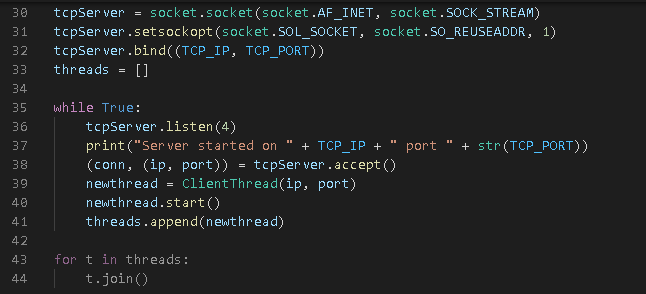 30 tcpServer = socket.socket(socket.AF_INET, socket.SOCK_STREAM)
31 tcpServer.setsockopt(socket.SOL_SOCKET, socket.SO_REUSEADDR, 1)
32 tcpServer.bind((TCP_IP, TCP_PORT))
33 threads = []
34
35 while True:
36     tcpServer.listen(4)
37     print("Server started on " + TCP_IP + " port " + str(TCP_PORT))
38     (conn, (ip, port)) = tcpServer.accept()
39     newthread = ClientThread(ip, port)
40     newthread.start()
41     threads.append(newthread)
42
43 for t in threads:
44     t.join()